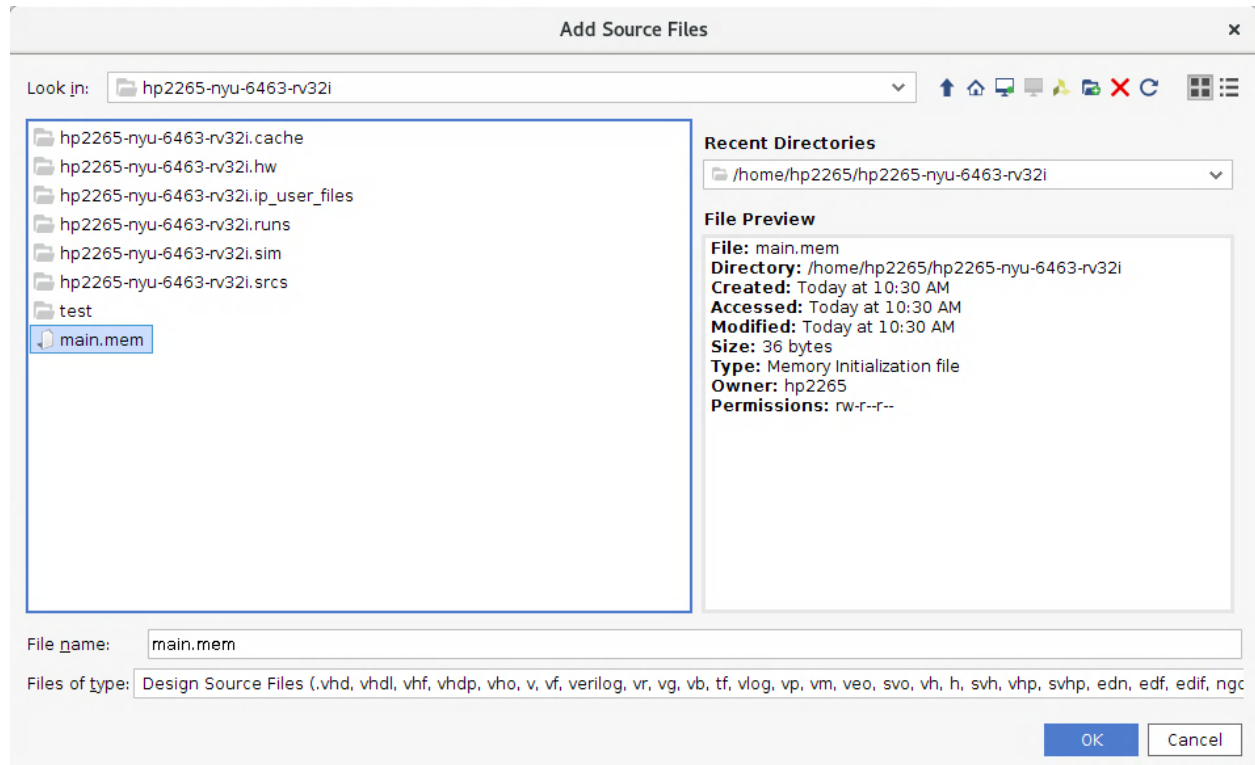 Add Source Files
Look in:
hp2265-nyu-6463-rv32i
hp2265-nyu-6463-rv32i.cache
hp2265-nyu-6463-rv32i.hw
hp2265-nyu-6463-rv32i.ip_user_files
hp2265-nyu-6463-rv32i.runs
hp2265-nyu-6463-rv32i.sim
hp2265-nyu-6463-rv32i.srcs
test
main.mem
Recent Directories
/home/hp2265/hp2265-nyu-6463-rv32i
File Preview
File: main.mem
Directory: /home/hp2265/hp2265-nyu-6463-rv32i
Created: Today at 10:30 AM
Accessed: Today at 10:30 AM
Modified: Today at 10:30 AM
Size: 36 bytes
Type: Memory Initialization file
Owner: hp2265
Permissions: rw-r--r--
File name: main.mem
Files of type: Design Source Files (.vhd, vhdl, vhf, vhdp, vho, v, vf, verilog, vr, vg, vb, tf, vlog, vp, vm, veo, svo, vh, h, svh, vhp, svhp, edn, edf, edif, ngc
OK
Cancel